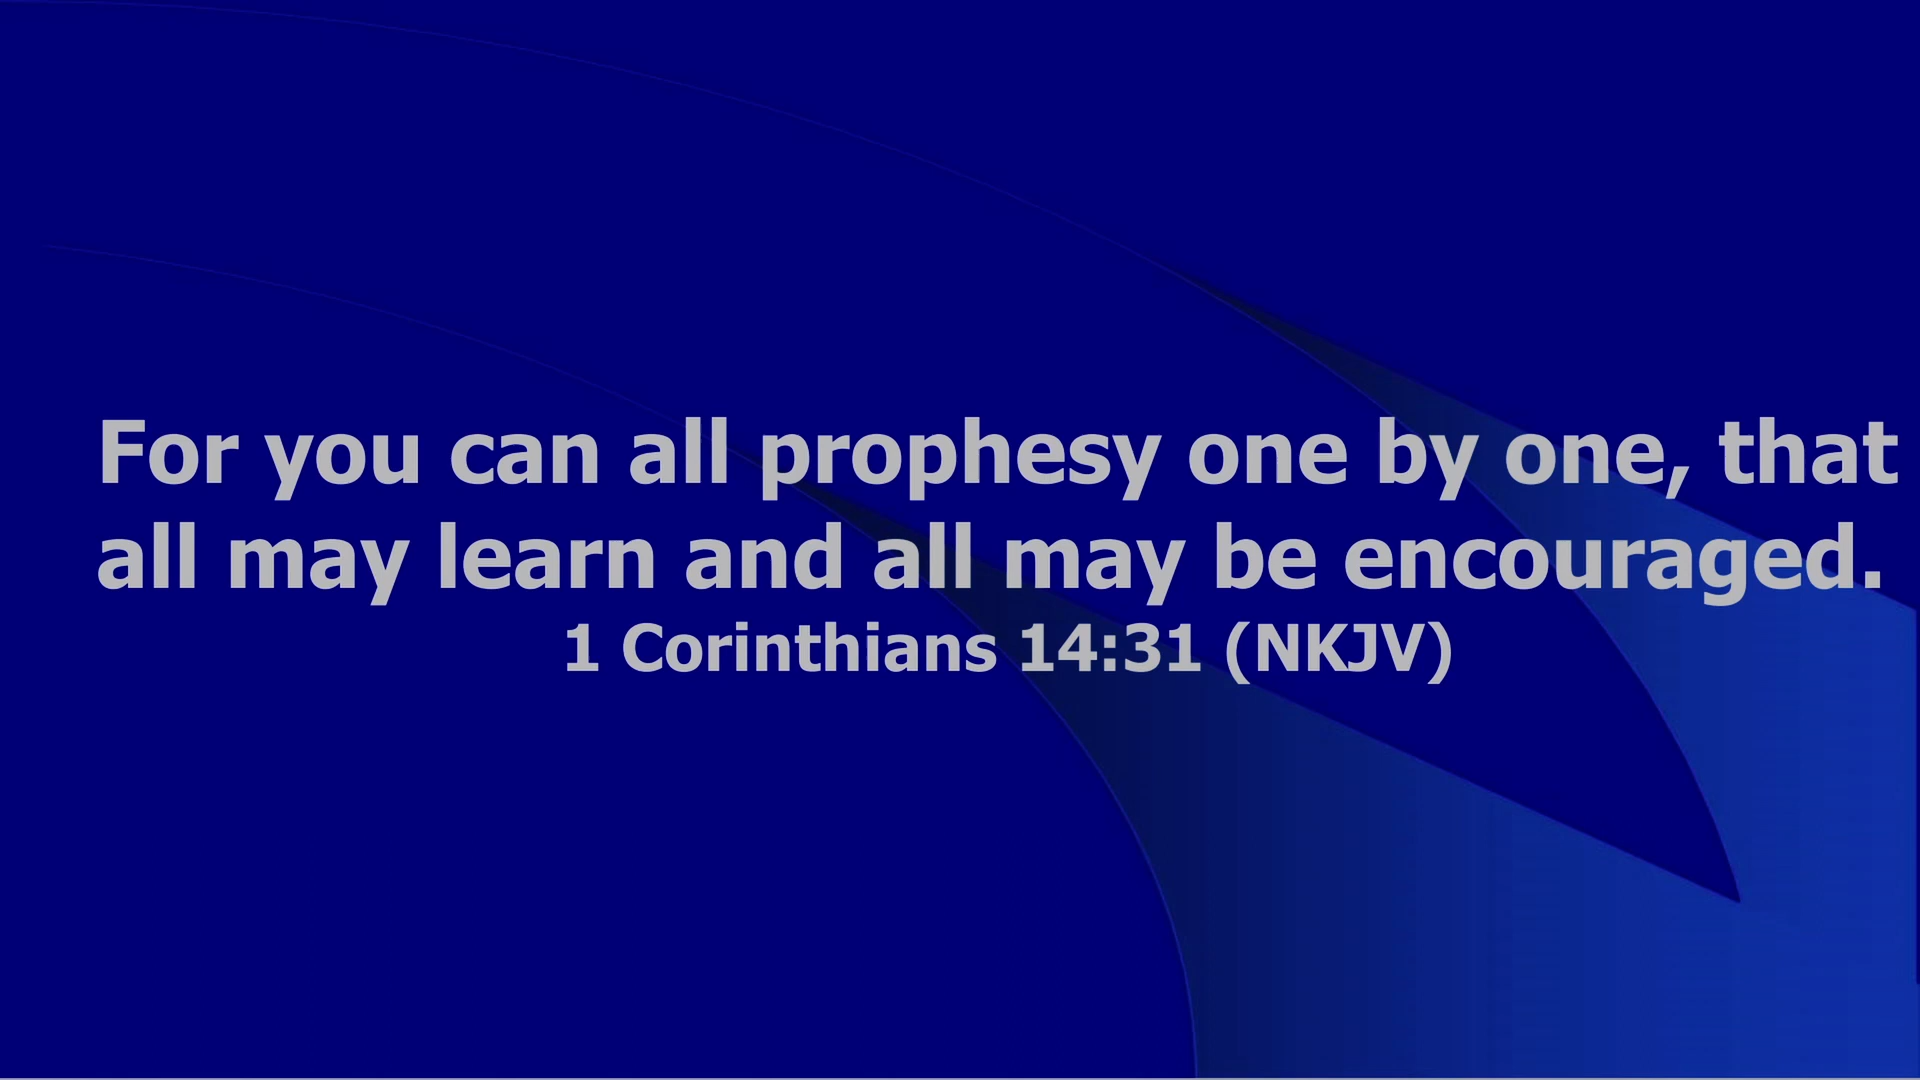 For you can all prophesy one by one, that
all may learn and all may be encouraged.
1 Corinthians 14:31 (NKJV)